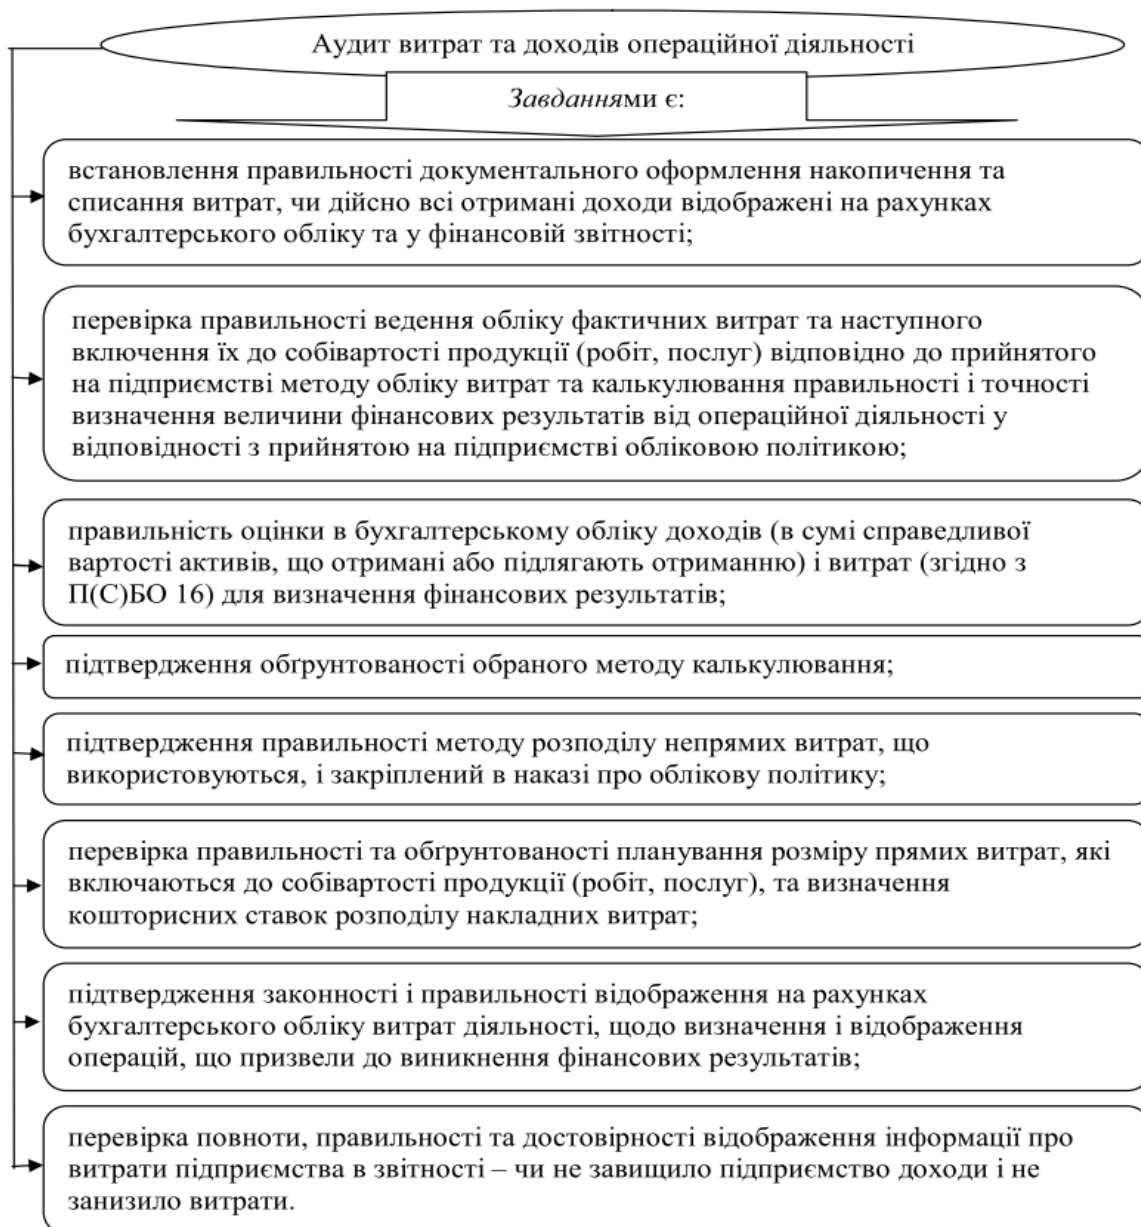 Аудит витрат та доходів операційної діяльності
Завданнями є:
встановлення правильності документального оформлення накопичення та
списання витрат, чи дійсно всі отримані доходи відображені на рахунках
бухгалтерського обліку та у фінансовій звітності;
перевірка правильності ведення обліку фактичних витрат та наступного
включення їх до собівартості продукції (робіт, послуг) відповідно до прийнятого
на підприємстві методу обліку витрат та калькулювання правильності і точності
визначення величини фінансових результатів від операційної діяльності у
відповідності з прийнятою на підприємстві обліковою політикою;
правильність оцінки в бухгалтерському обліку доходів (в сумі справедливої
вартості активів, що отримані або підлягають отриманню) і витрат (згідно з
П(С)БО 16) для визначення фінансових результатів;
підтвердження обґрунтованості обраного методу калькулювання;
підтвердження правильності методу розподілу непрямих витрат, що
використовуються, і закріплений в наказі про облікову політику;
перевірка правильності та обґрунтованості планування розміру прямих витрат, які
включаються до собівартості продукції (робіт, послуг), та визначення
кошторисних ставок розподілу накладних витрат;
підтвердження законності і правильності відображення на рахунках
бухгалтерського обліку витрат діяльності, щодо визначення і відображення
операцій, що призвели до виникнення фінансових результатів;
перевірка повноти, правильності та достовірності відображення інформації про
витрати підприємства в звітності – чи не завищило підприємство доходи і не
занизило витрати.